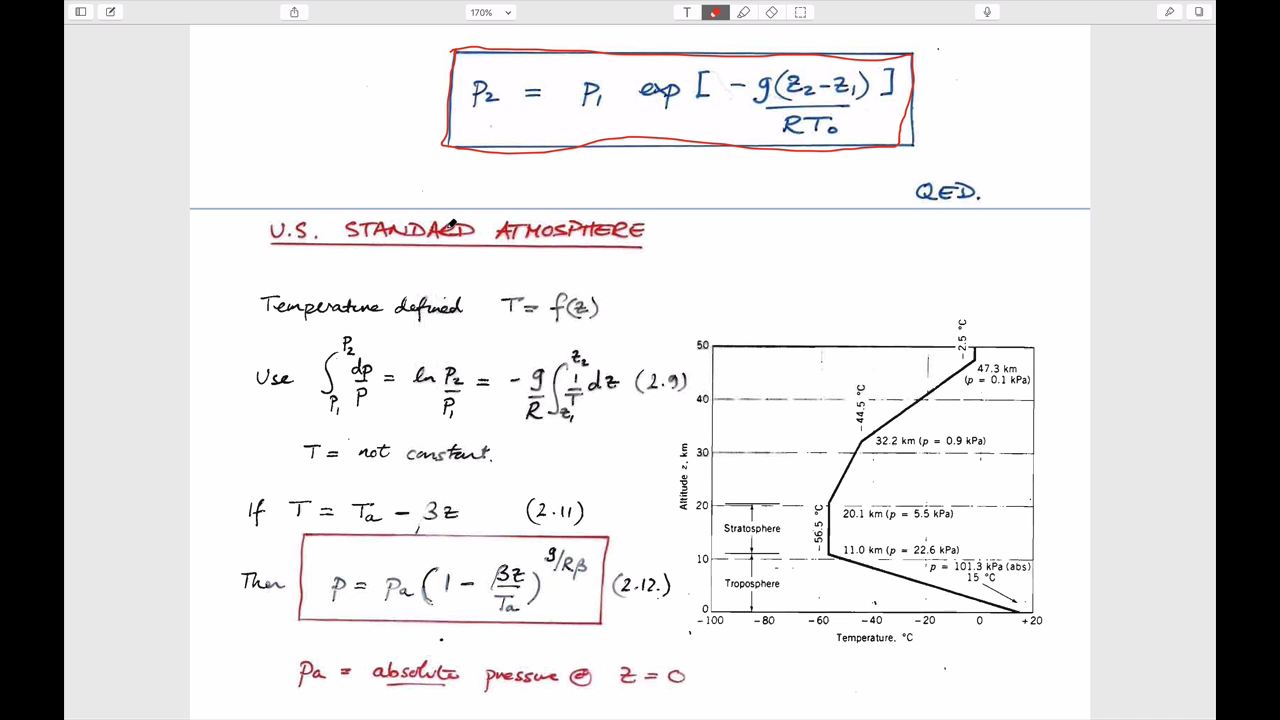 170%
T
P₂ = P₁ exp [ -g(z₂-z₁) / RT₀ ]
QED.
U.S. STANDARD ATMOSPHERE
Temperature defined T = f(z)
Use ∫_{P₁}^{P₂} dp/p = ln P₂/P₁ = - g/R ∫_{z₁}^{z₂} 1/T dz (2.9)
T = not constant.
If T = Ta - βz (2.11)
Then p = pa ( 1 - βz/Ta )^{g/Rβ} (2.12.)
pa = absolute pressure @ z = 0
50
40
30
20
10
0
Altitude z, km
-2.5 °C
47.3 km
(p = 0.1 kPa)
-44.5 °C
32.2 km (p = 0.9 kPa)
-56.5 °C
20.1 km (p = 5.5 kPa)
Stratosphere
11.0 km (p = 22.6 kPa)
p = 101.3 kPa (abs)
15 °C
Troposphere
-100 -80 -60 -40 -20 0 +20
Temperature, °C